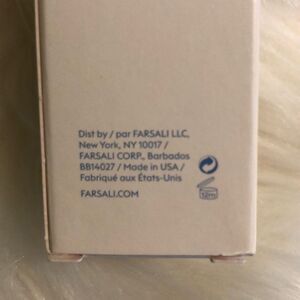 Dist by / par FARSALI LLC,
New York, NY 10017 /
FARSALI CORP., Barbados
BB14027 / Made in USA /
Fabriqué aux États-Unis
FARSALI.COM
12m